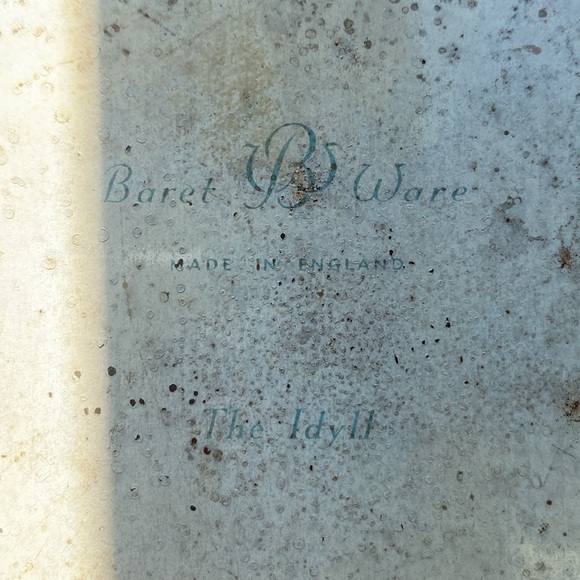 Baret BW Ware
MADE IN ENGLAND
The Idyll